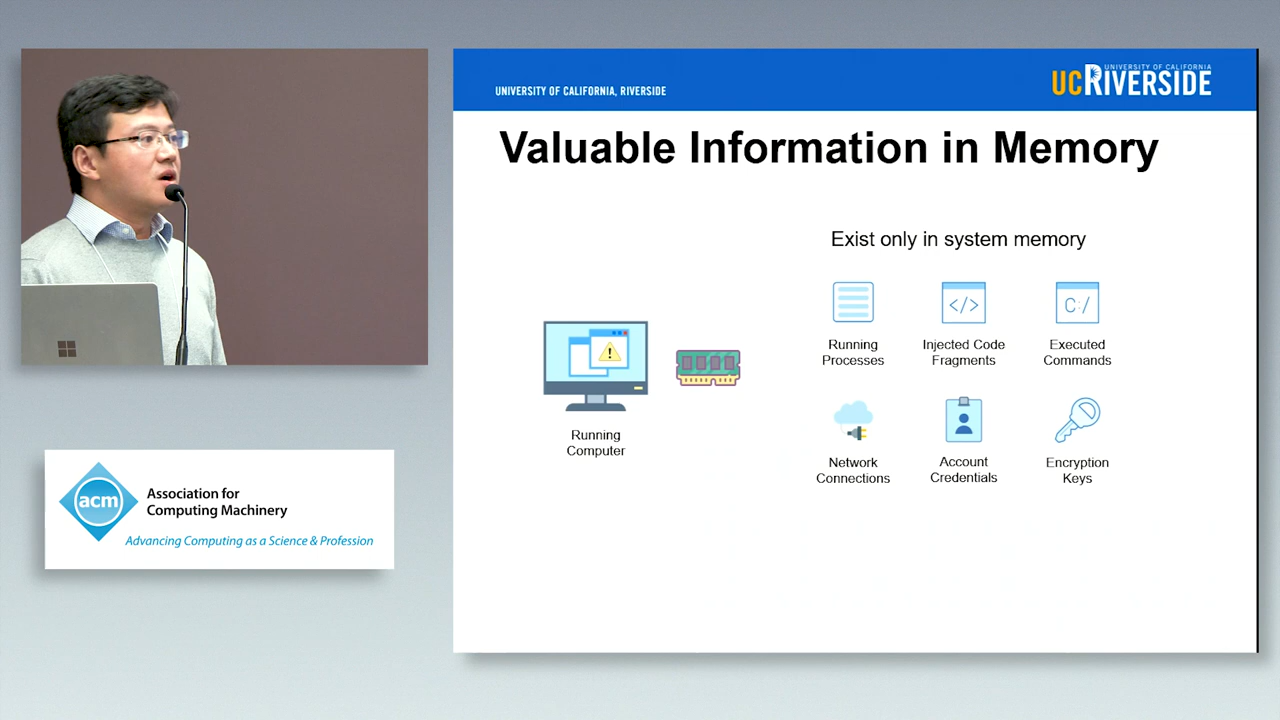 UNIVERSITY OF CALIFORNIA, RIVERSIDE
UNIVERSITY OF CALIFORNIA
UCRIVERSIDE
Valuable Information in Memory
Exist only in system memory
Running
Processes
Injected Code
Fragments
</>
Executed
Commands
C:/
!
Running
Computer
Network
Connections
Account
Credentials
Encryption
Keys
acm
Association for
Computing Machinery
Advancing Computing as a Science & Profession